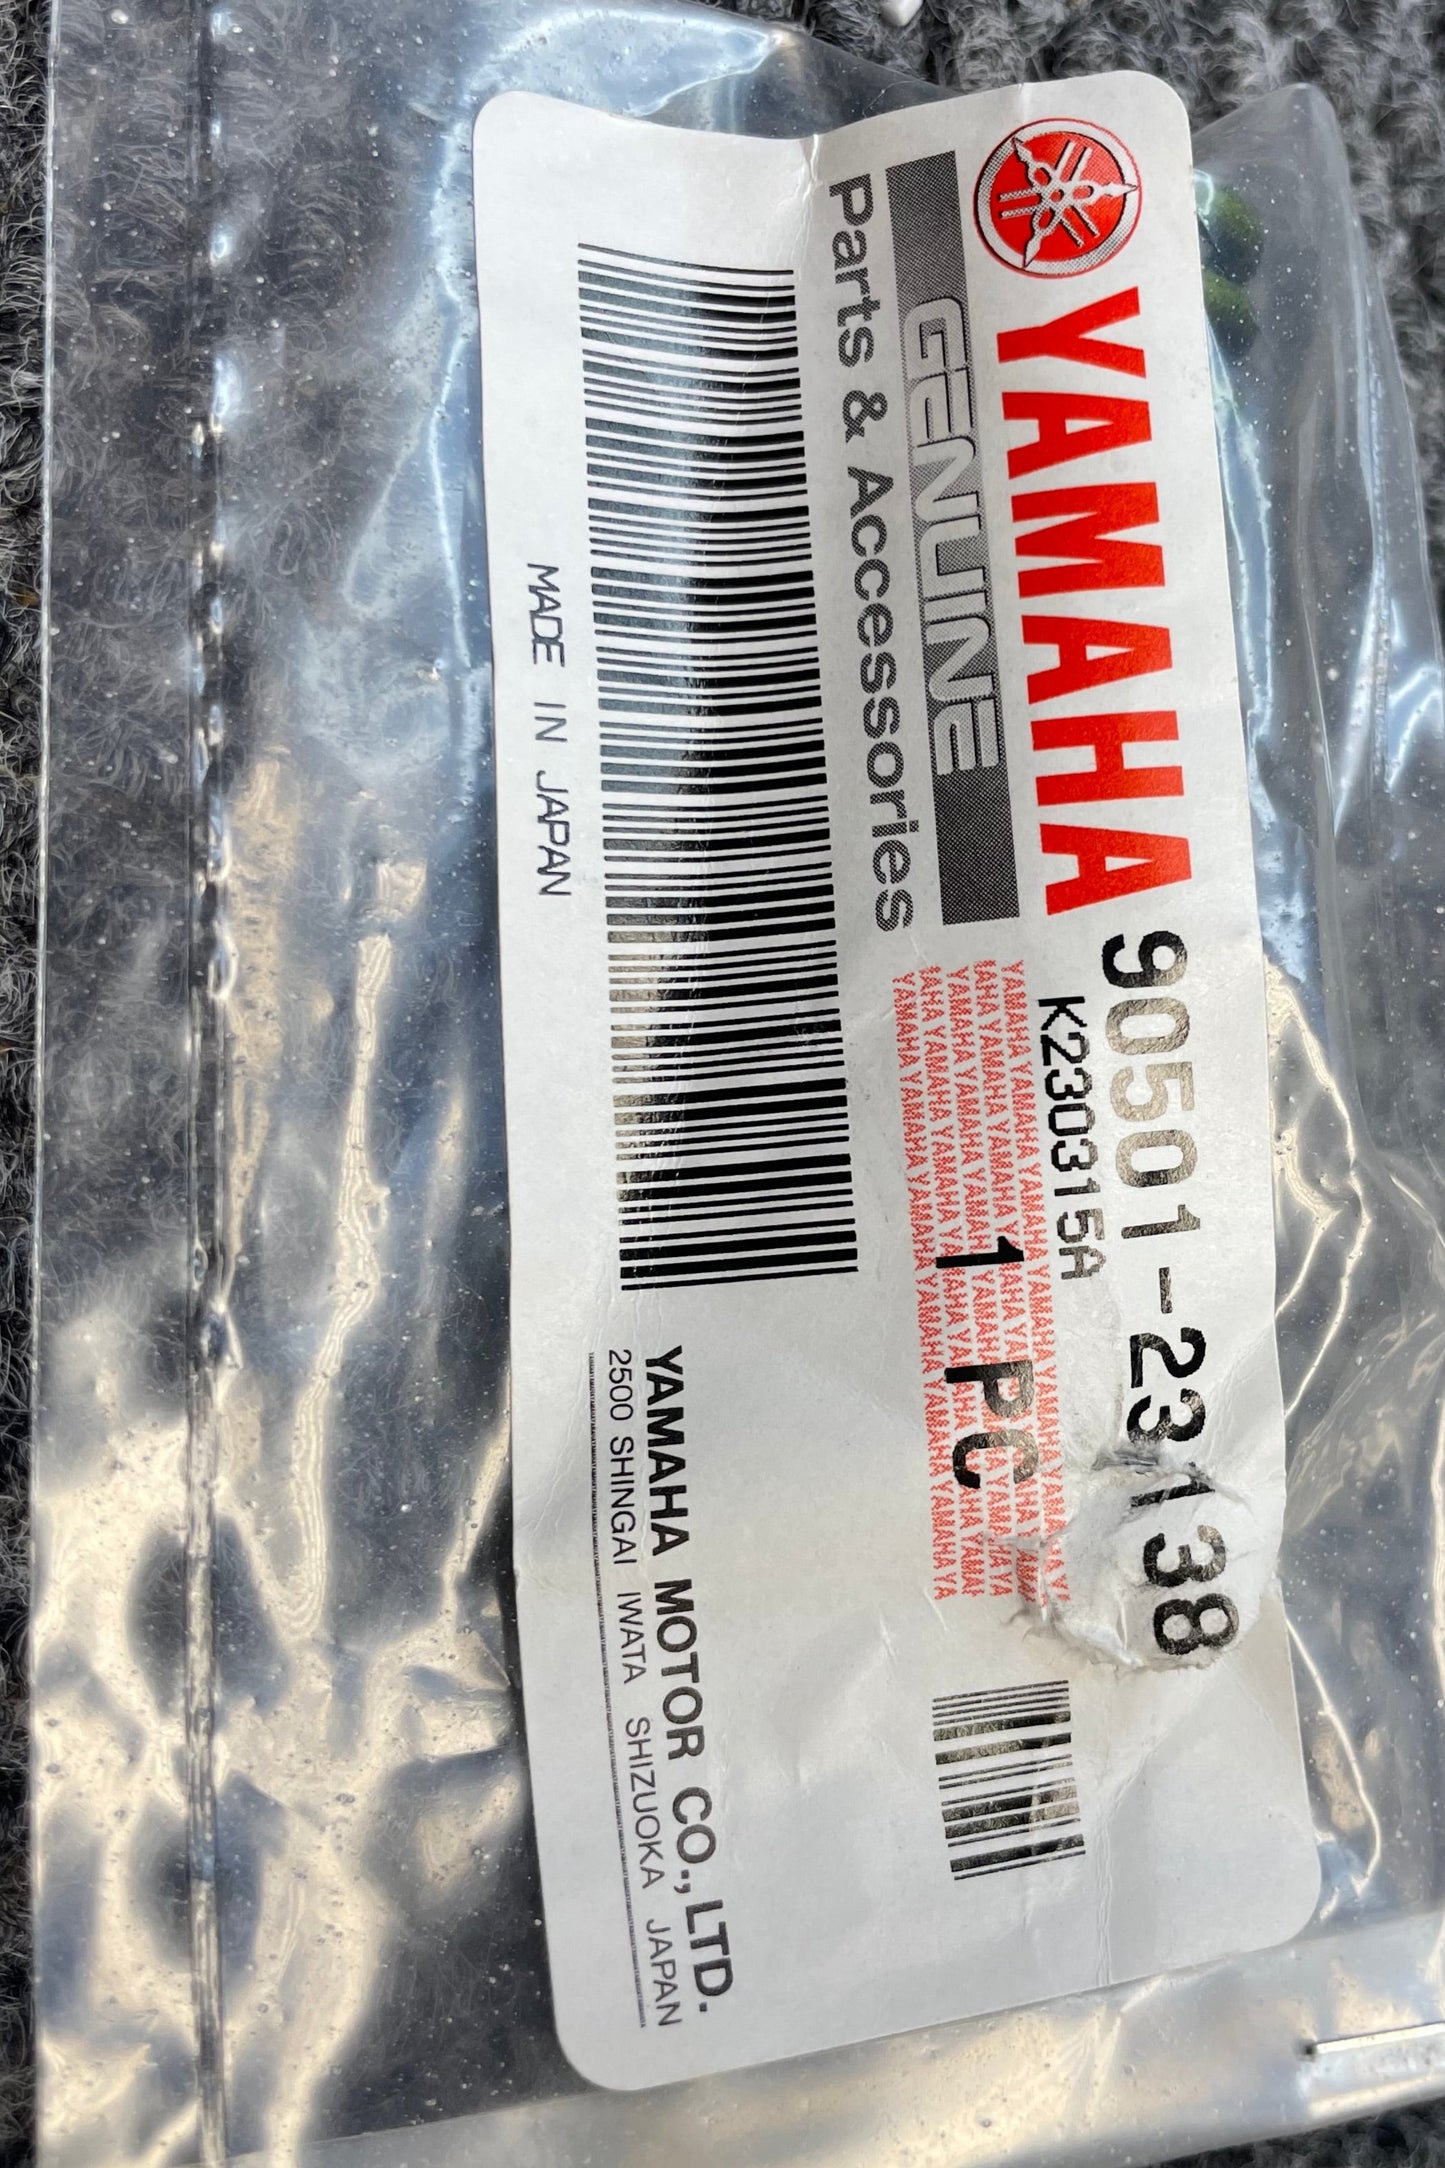 YAMAHA
GENUINE
Parts & Accessories
90501-23138
K230315A
1 PC
MADE IN JAPAN
YAMAHA MOTOR CO., LTD.
2500 SHINGAI IWATA SHIZUOKA JAPAN